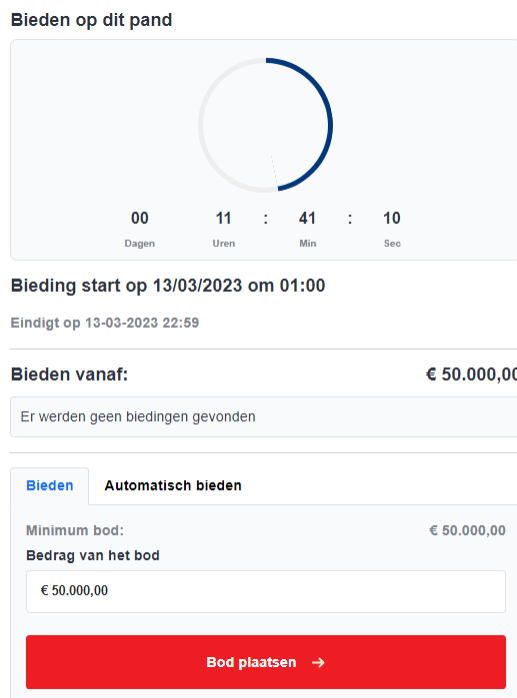 Bieden op dit pand
00 11 : 41 : 10
Dagen Uren Min Sec
Bieding start op 13/03/2023 om 01:00
Eindigt op 13-03-2023 22:59
Bieden vanaf: € 50.000,00
Er werden geen biedingen gevonden
Bieden Automatisch bieden
Minimum bod: € 50.000,00
Bedrag van het bod
€ 50.000,00
Bod plaatsen →